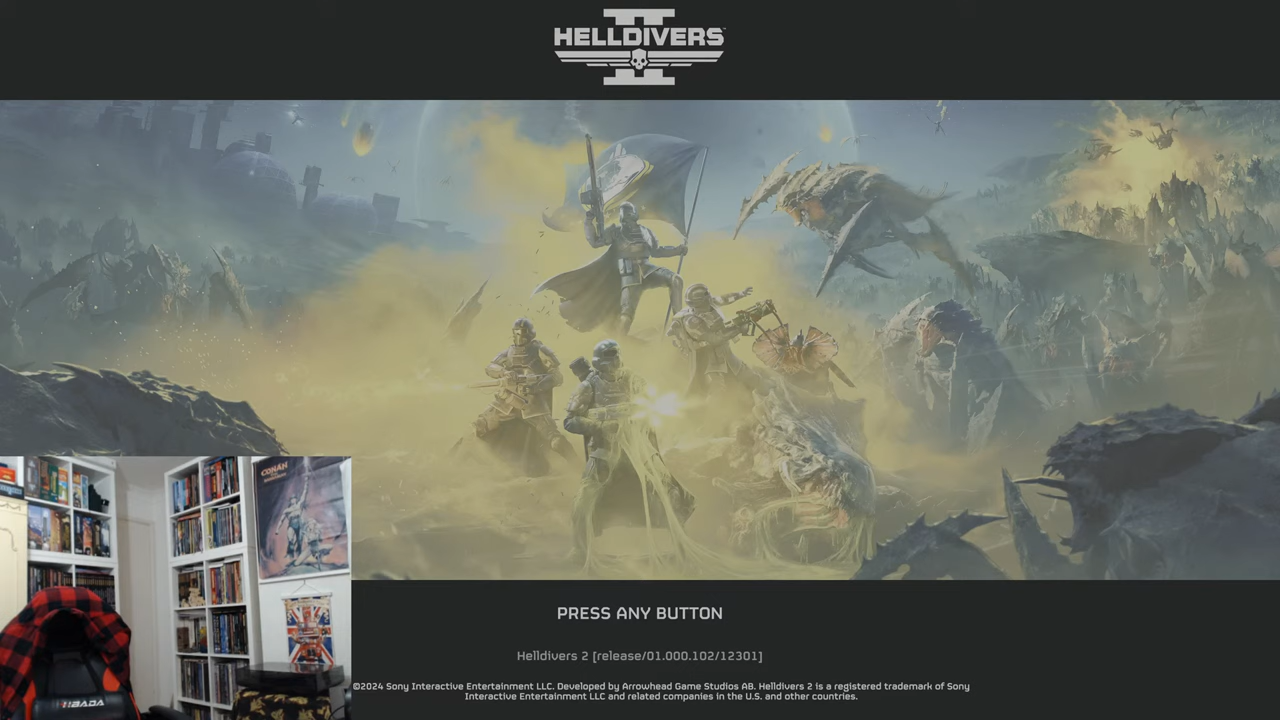 HELLDIVERS
II
CONAN
BADA
PRESS ANY BUTTON
Helldivers 2 [release/01.000.102/12301]
©2024 Sony Interactive Entertainment LLC. Developed by Arrowhead Game Studios AB. Helldivers 2 is a registered trademark of Sony
Interactive Entertainment LLC and related companies in the U.S. and other countries.